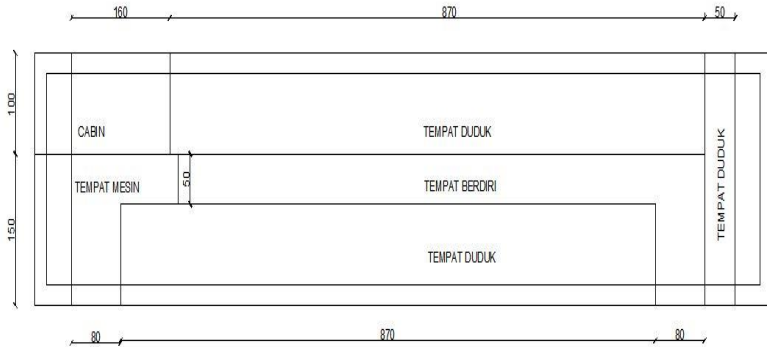 160
870
50
100
CABIN
TEMPAT DUDUK
TEMPAT DUDUK
TEMPAT MESIN
50
TEMPAT BERDIRI
150
TEMPAT DUDUK
80
870
80